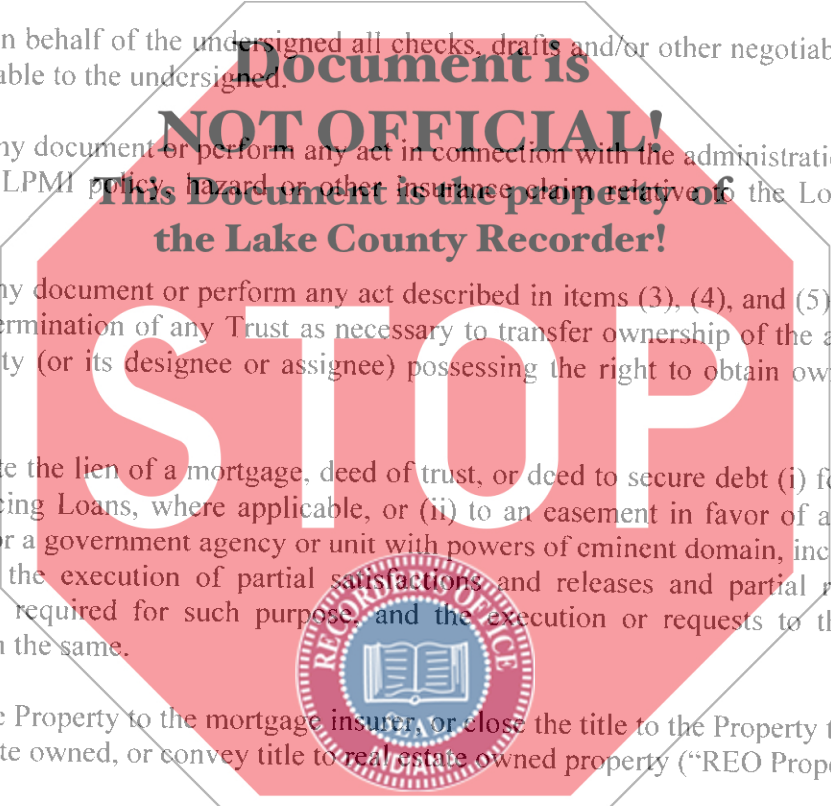 n behalf of the undersigned all checks, drafts and/or other negotiab
able to the undersigned.
Document is
NOT OFFICIAL!
ny document or perform any act in connection with the administrati
LPMI policy, hazard or other insurance claim relative to the Lo
This Document is the property of
the Lake County Recorder!
ny document or perform any act described in items (3), (4), and (5)
ermination of any Trust as necessary to transfer ownership of the a
ty (or its designee or assignee) possessing the right to obtain ow
STOP
te the lien of a mortgage, deed of trust, or deed to secure debt (i) fo
cing Loans, where applicable, or (ii) to an easement in favor of a
or a government agency or unit with powers of eminent domain, inc
the execution of partial satisfactions and releases and partial r
required for such purpose, and the execution or requests to th
n the same.
RECORDER'S OFFICE
SEAL
INDIANA
e Property to the mortgage insurer, or close the title to the Property t
te owned, or convey title to real estate owned property (“REO Prope